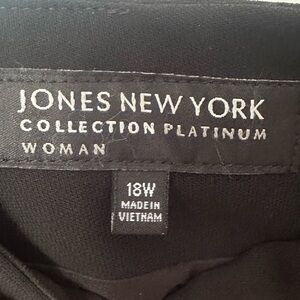 JONES NEW YORK
COLLECTION PLATINUM
WOMAN
18W
MADE IN
VIETNAM